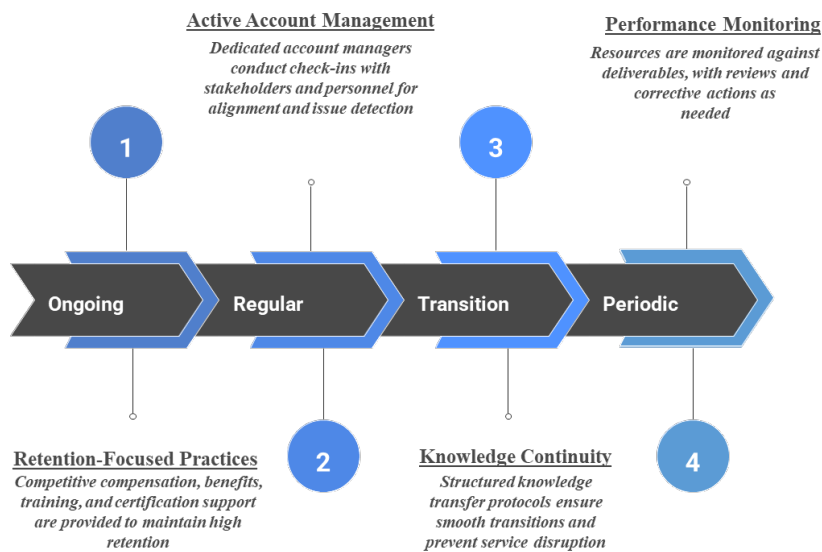 Active Account Management
Dedicated account managers
conduct check-ins with
stakeholders and personnel for
alignment and issue detection
Performance Monitoring
Resources are monitored against
deliverables, with reviews and
corrective actions as
needed
1
3
Ongoing
Regular
Transition
Periodic
Retention-Focused Practices
Competitive compensation, benefits,
training, and certification support
are provided to maintain high
retention
2
Knowledge Continuity
Structured knowledge
transfer protocols ensure
smooth transitions and
prevent service disruption
4